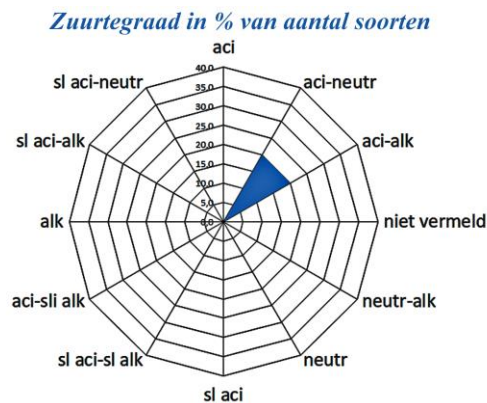 Zuurtegraad in % van aantal soorten
aci
sl aci-neutr
40,0
aci-neutr
35,0
30,0
sl aci-alk
25,0
aci-alk
20,0
15,0
10,0
5,0
alk
0,0
niet vermeld
aci-sli alk
neutr-alk
sl aci-sl alk
neutr
sl aci